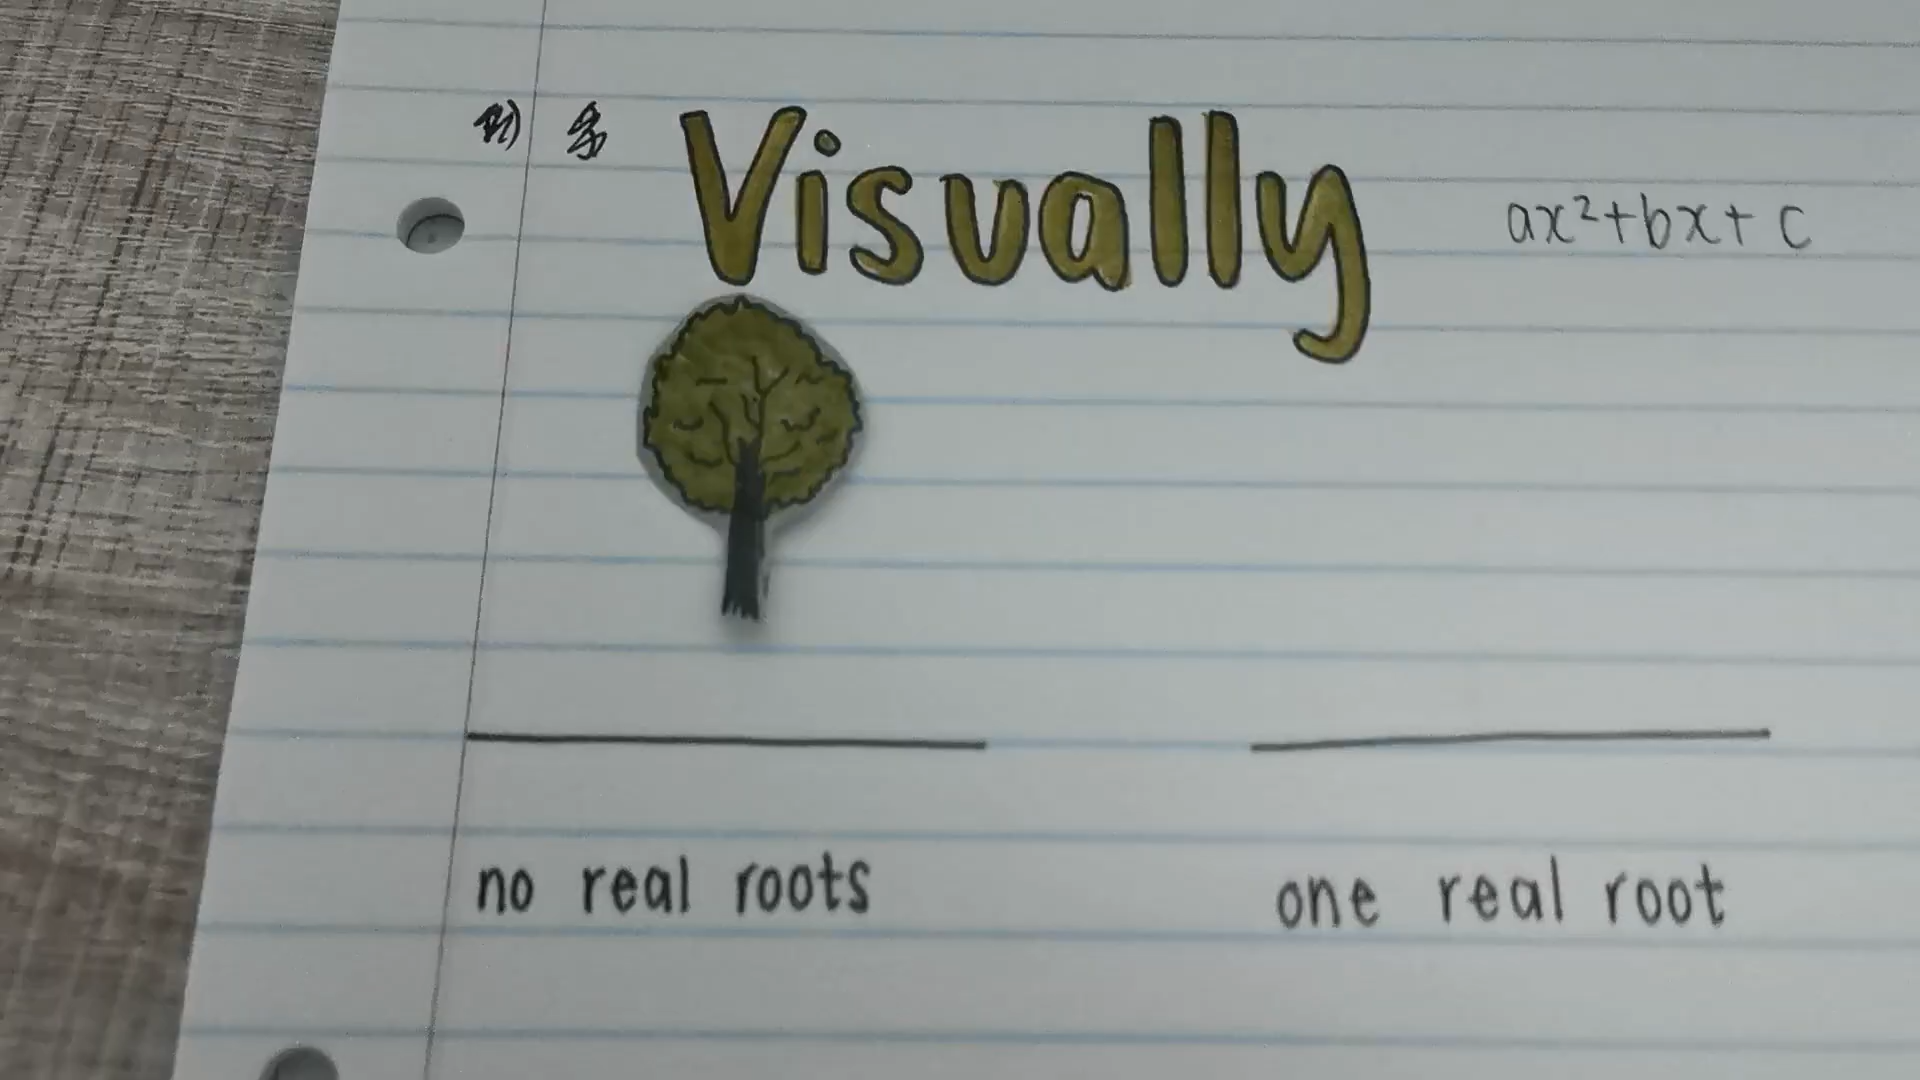 Visually
ax²+bx+c
no real roots
one real root